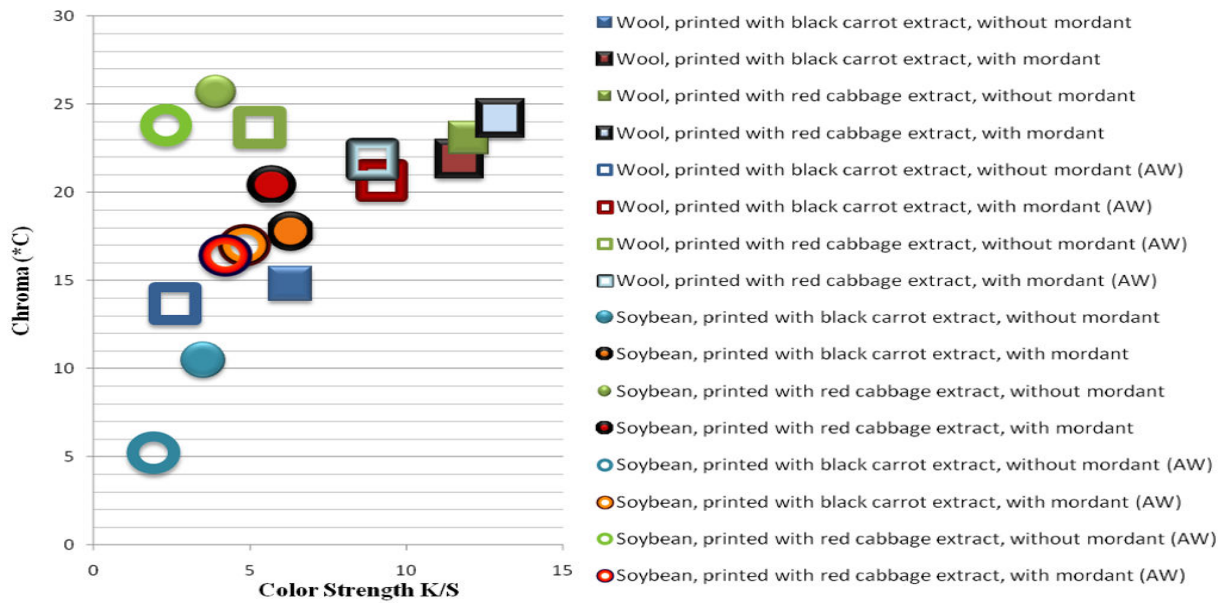 30
25
20
15
10
5
0
0 5 10 15
Chroma (*C)
Color Strength K/S
Wool, printed with black carrot extract, without mordant
Wool, printed with black carrot extract, with mordant
Wool, printed with red cabbage extract, without mordant
Wool, printed with red cabbage extract, with mordant
Wool, printed with black carrot extract, without mordant (AW)
Wool, printed with black carrot extract, with mordant (AW)
Wool, printed with red cabbage extract, without mordant (AW)
Wool, printed with red cabbage extract, with mordant (AW)
Soybean, printed with black carrot extract, without mordant
Soybean, printed with black carrot extract, with mordant
Soybean, printed with red cabbage extract, without mordant
Soybean, printed with red cabbage extract, with mordant
Soybean, printed with black carrot extract, without mordant (AW)
Soybean, printed with black carrot extract, with mordant (AW)
Soybean, printed with red cabbage extract, without mordant (AW)
Soybean, printed with red cabbage extract, with mordant (AW)